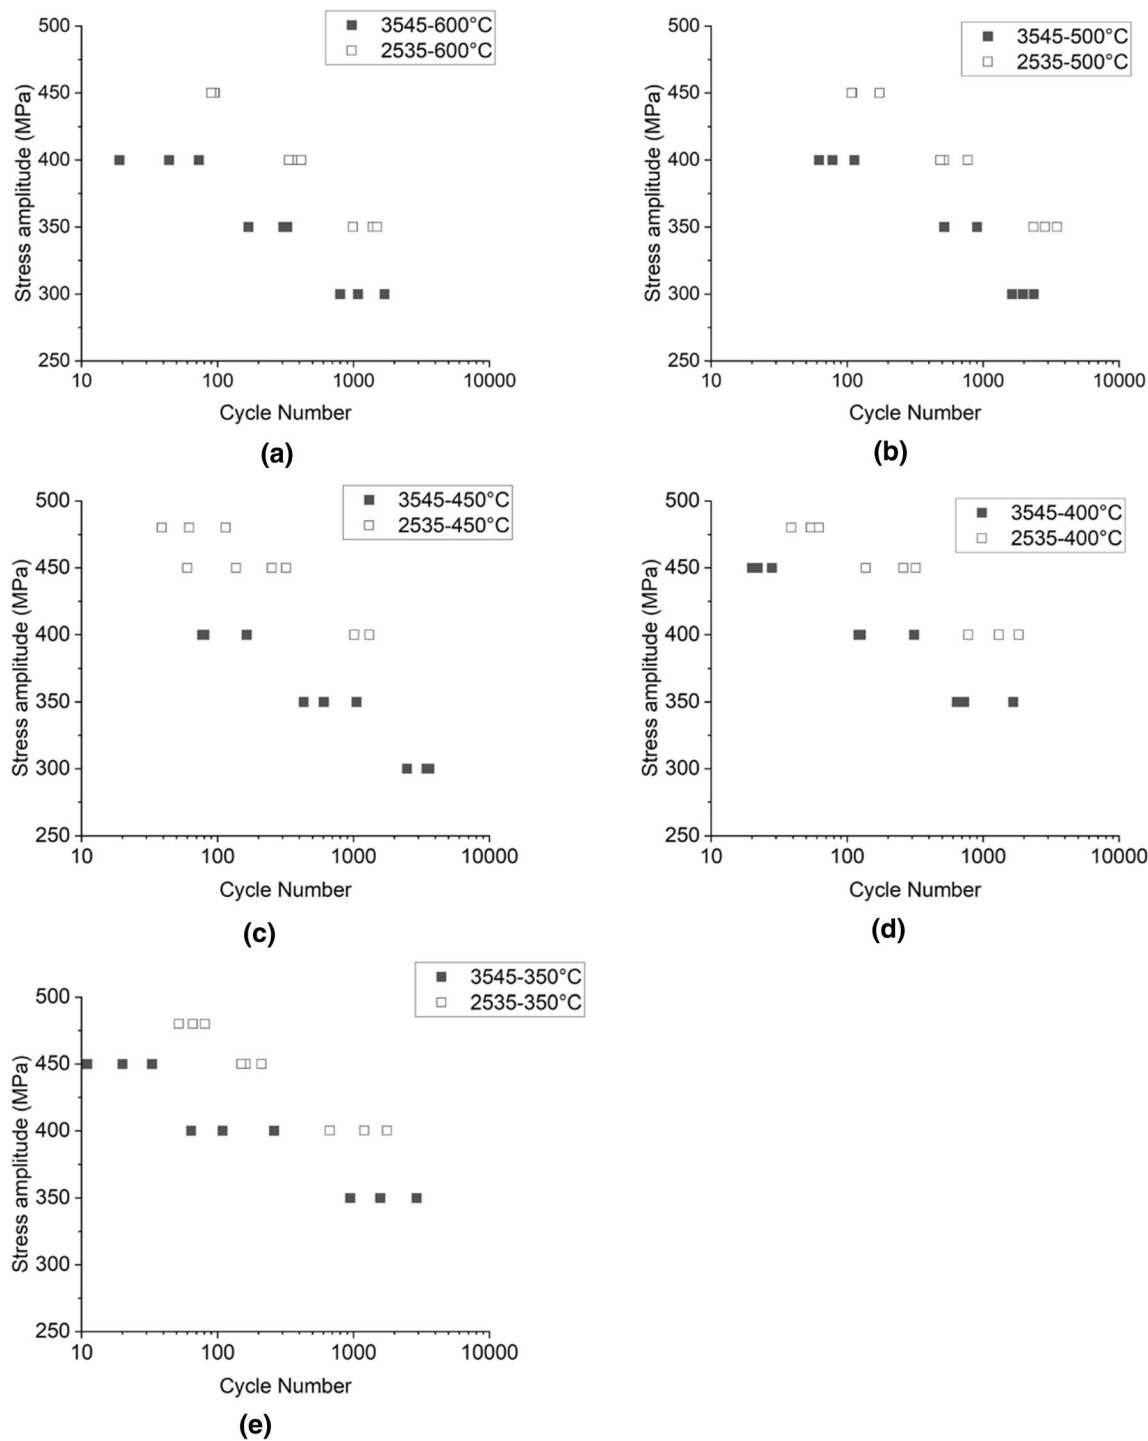 3545-600°C
2535-600°C
500
450
400
350
300
250
Stress amplitude (MPa)
10
100
1000
10000
Cycle Number
(a)
3545-500°C
2535-500°C
500
450
400
350
300
250
Stress amplitude (MPa)
10
100
1000
10000
Cycle Number
(b)
3545-450°C
2535-450°C
500
450
400
350
300
250
Stress amplitude (MPa)
10
100
1000
10000
Cycle Number
(c)
3545-400°C
2535-400°C
500
450
400
350
300
250
Stress amplitude (MPa)
10
100
1000
10000
Cycle Number
(d)
3545-350°C
2535-350°C
500
450
400
350
300
250
Stress amplitude (MPa)
10
100
1000
10000
Cycle Number
(e)